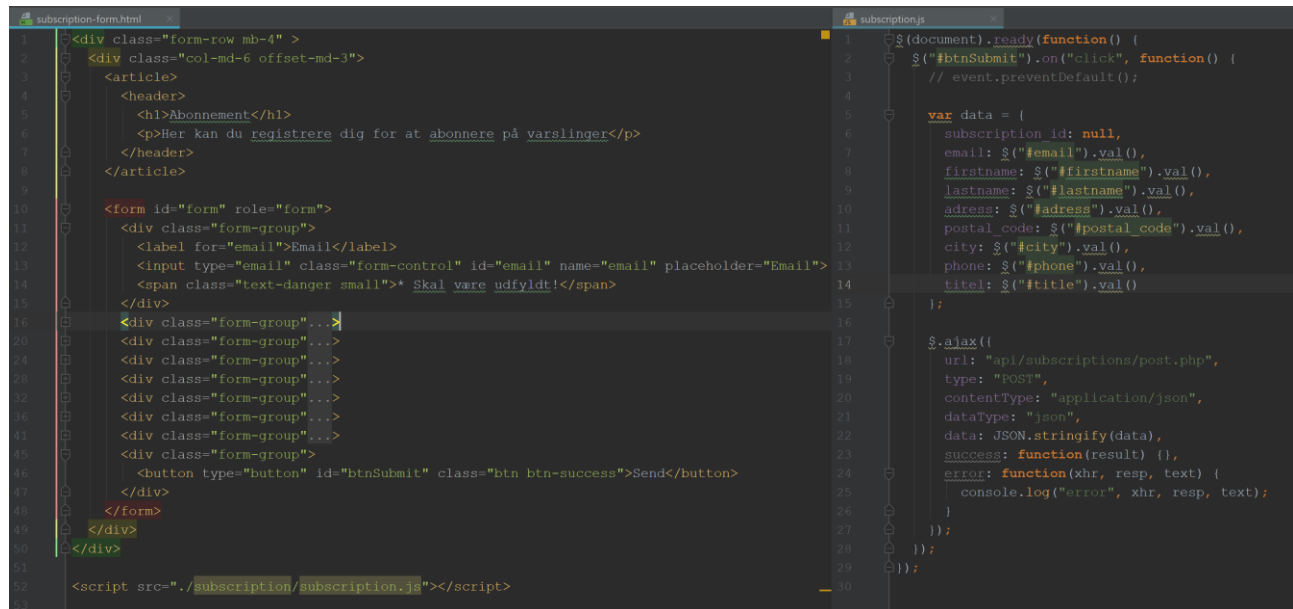 subscription-form.html
1 <div class="form-row mb-4" >
2 <div class="col-md-6 offset-md-3">
3 <article>
4 <header>
5 <h1>Abonnement</h1>
6 <p>Her kan du registrere dig for at abonnere på varslinger</p>
7 </header>
8 </article>
9
10 <form id="form" role="form">
11 <div class="form-group">
12 <label for="email">Email</label>
13 <input type="email" class="form-control" id="email" name="email" placeholder="Email">
14 <span class="text-danger small">* Skal være udfyldt!</span>
15 </div>
16 <div class="form-group"...>
20 <div class="form-group"...>
24 <div class="form-group"...>
28 <div class="form-group"...>
32 <div class="form-group"...>
36 <div class="form-group"...>
41 <div class="form-group"...>
45 <div class="form-group">
46 <button type="button" id="btnSubmit" class="btn btn-success">Send</button>
47 </div>
48 </form>
49 </div>
50 </div>
51
52 <script src="./subscription/subscription.js"></script>
53
subscription.js
1 $(document).ready(function() {
2 $("#btnSubmit").on("click", function() {
3 // event.preventDefault();
4
5 var data = {
6 subscription_id: null,
7 email: $("#email").val(),
8 firstname: $("#firstname").val(),
9 lastname: $("#lastname").val(),
10 adress: $("#adress").val(),
11 postal_code: $("#postal_code").val(),
12 city: $("#city").val(),
13 phone: $("#phone").val(),
14 titel: $("#title").val()
15 };
16
17 $.ajax({
18 url: "api/subscriptions/post.php",
19 type: "POST",
20 contentType: "application/json",
21 dataType: "json",
22 data: JSON.stringify(data),
23 success: function(result) {},
24 error: function(xhr, resp, text) {
25 console.log("error", xhr, resp, text);
26 }
27 });
28 });
29 });
30